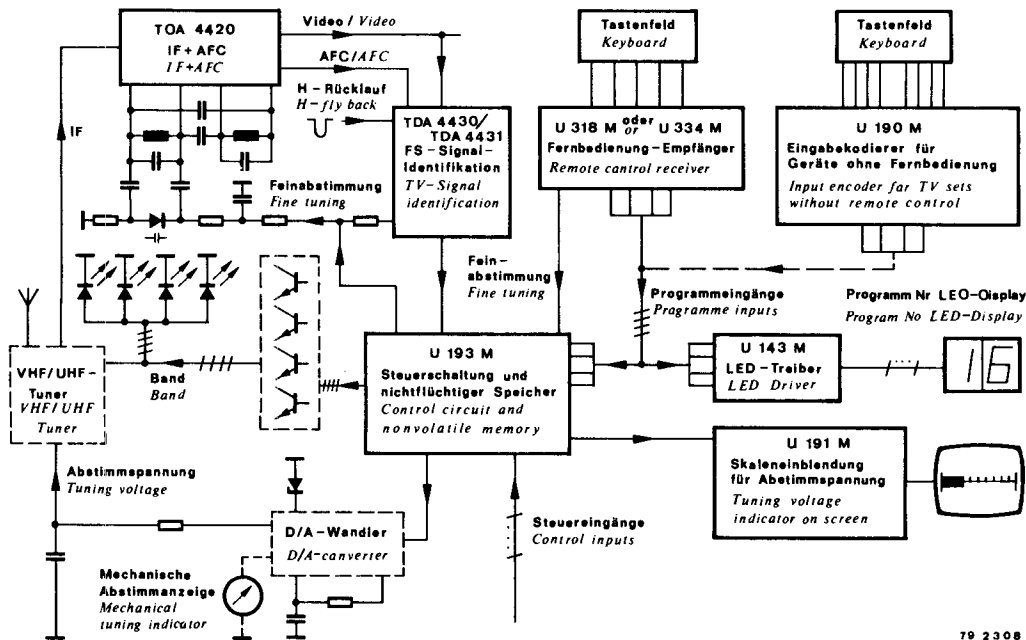 TOA 4420
IF + AFC
IF+AFC
Video / Video
AFC/AFC
H - Rücklauf
H-fly back
IF
TDA 4430/
TDA 4431
FS-Signal-
Identifikation
TV-Signal
identification
Feinabstimmung
Fine tuning
Tastenfeld
Keyboard
U 318 M oder U 334 M
or
Fernbedienung-Empfänger
Remote cantral receiver
Tastenfeld
Keyboard
U 190 M
Eingabekodierer für
Geräte ohne Fernbedienung
Input encoder far TV sets
without remote control
Fein-
abstimmung
Fine tuning
Programmeingänge
Pragramme inputs
Programm Nr LEO-Oisplay
Program No LED-Display
VHF/UHF-
Tuner
VHF/UHF
Tuner
Band
Band
U 193 M
Steuerschaltung und
nichtflüchtiger Speicher
Control circuit and
nonvolatile memory
U 143 M
LED-Treiber
LED Driver
16
U 191 M
Skaleneinblendung
für Abetimmspannung
Tuning voltage
indicator on screen
Abstimmspannung
Tuning voltage
D/A-Wandler
D/A-canverter
Steuereingänge
Control inputs
Mechanische
Abstimmanzeige
Mechanical
tuning indicator
79 2308